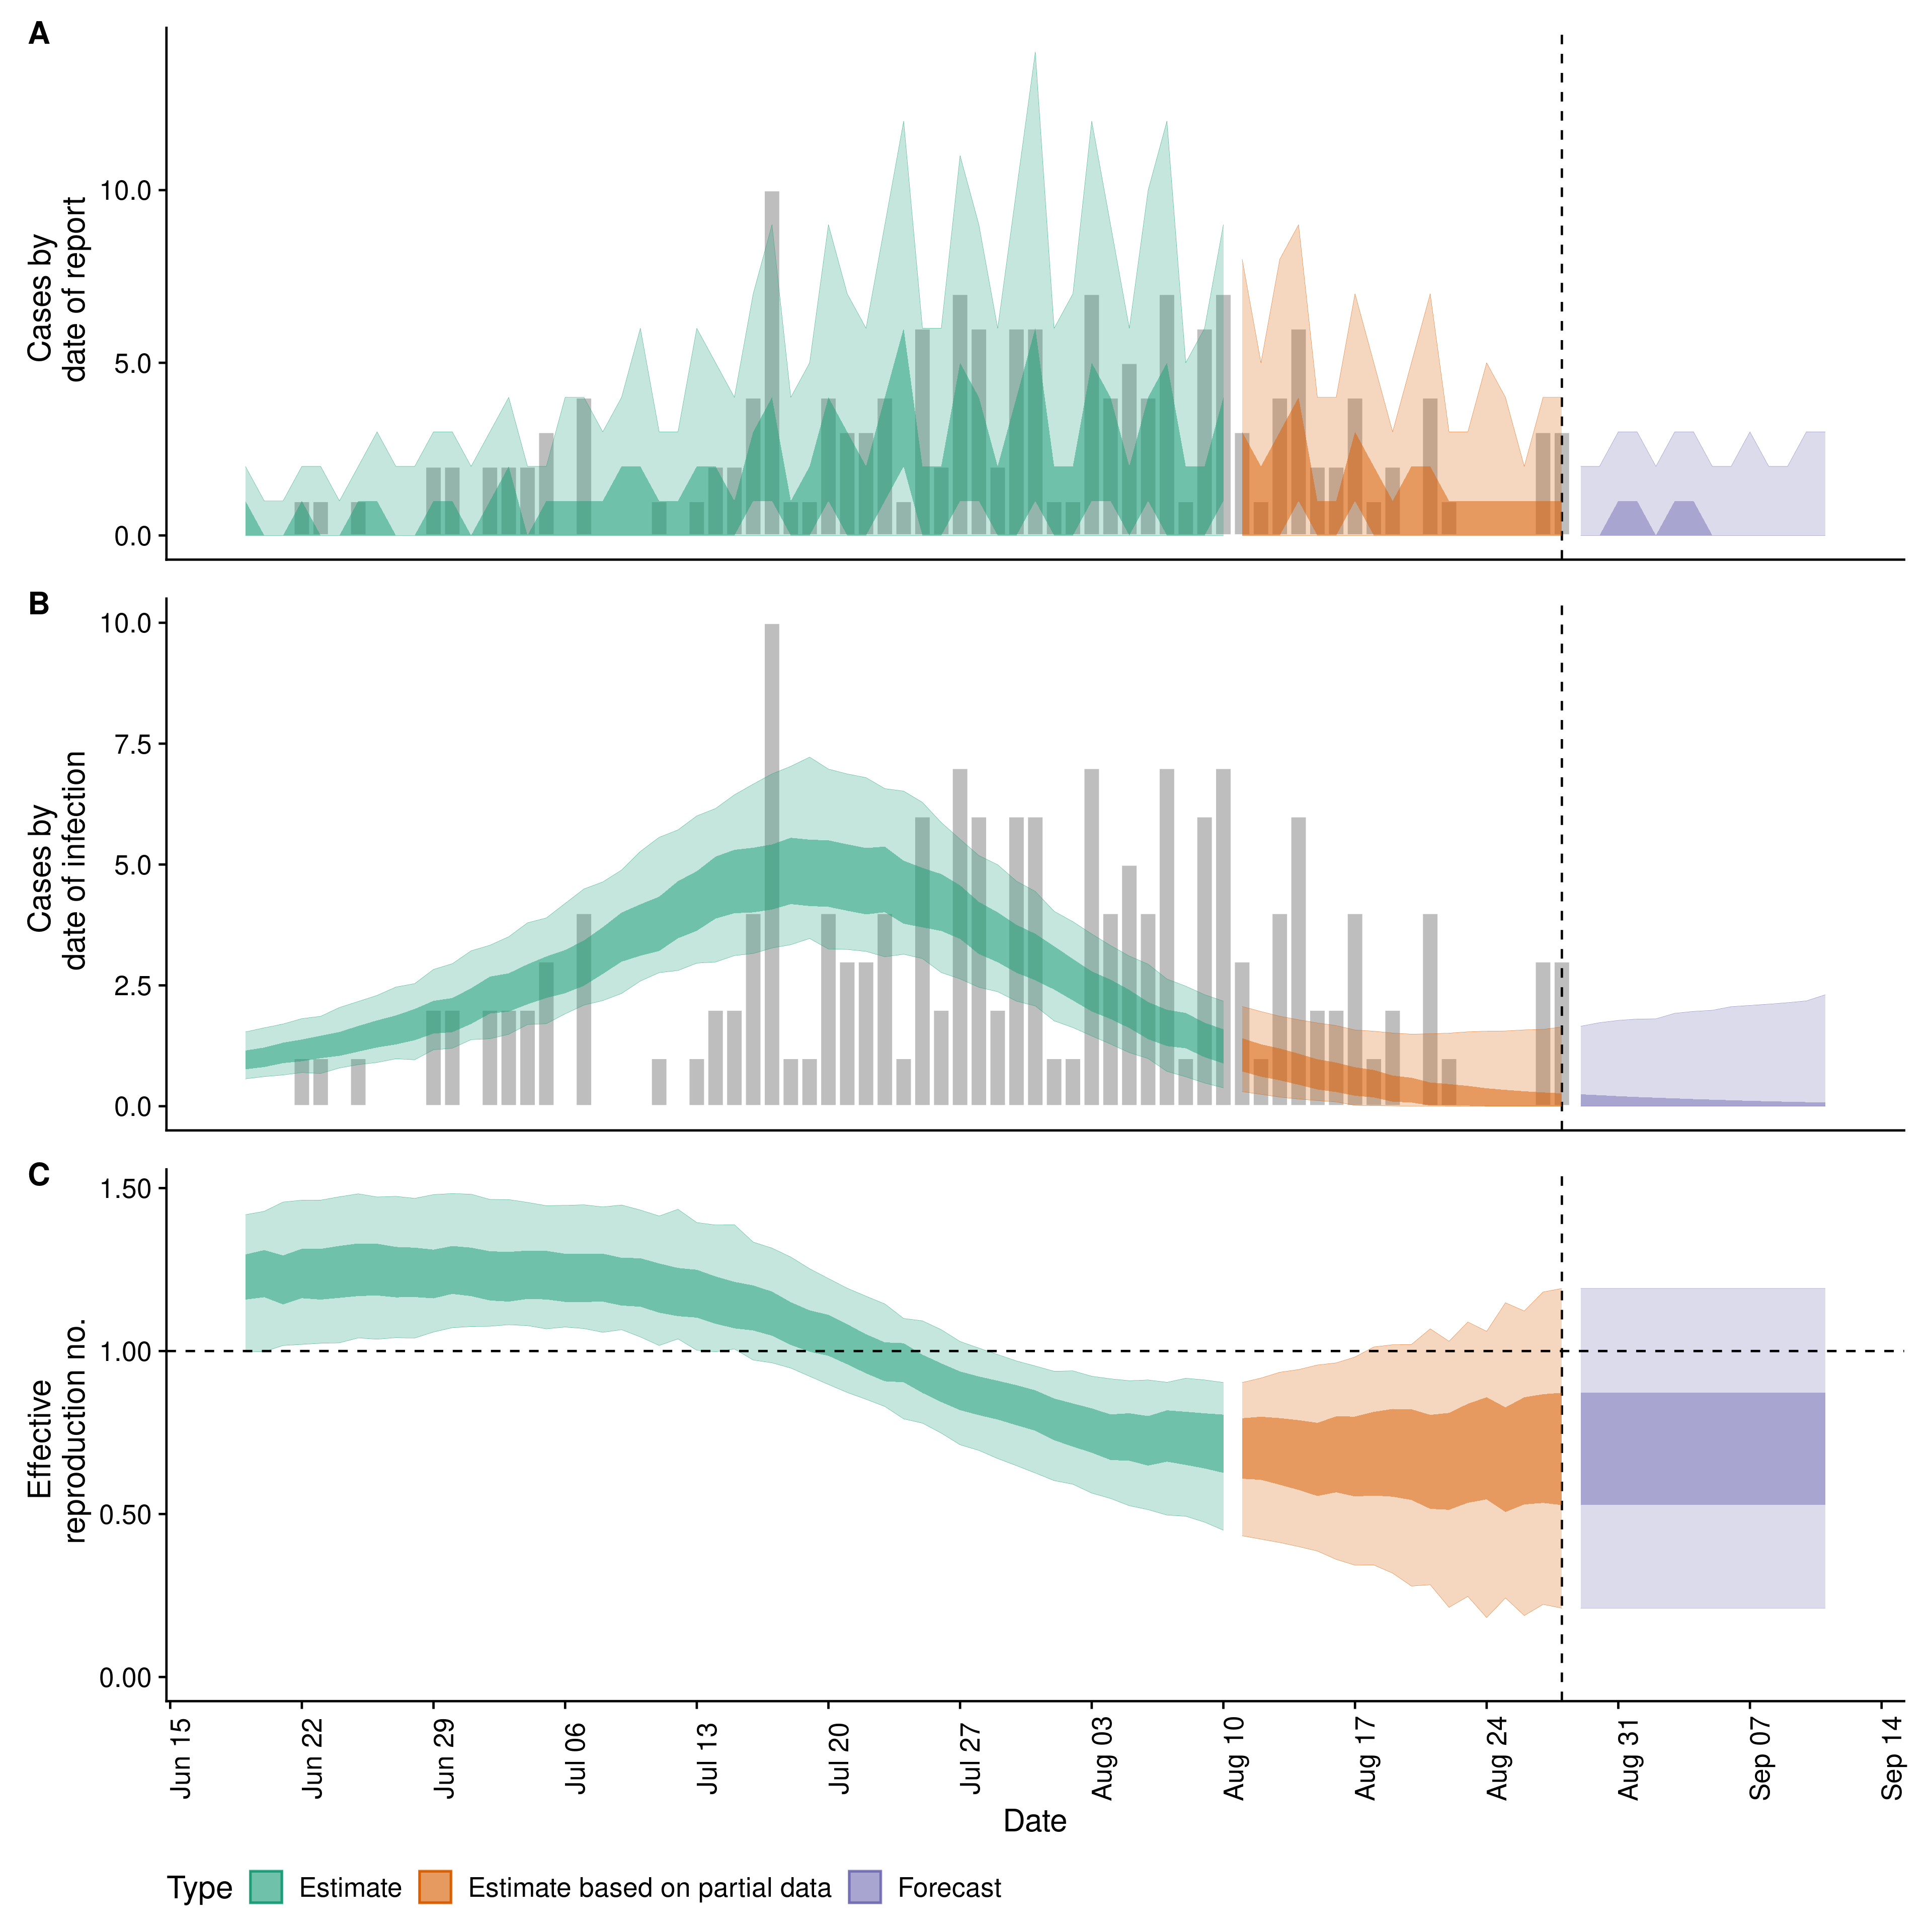 A
Cases by
date of report
10.0
5.0
0.0
B
Cases by
date of infection
10.0
7.5
5.0
2.5
0.0
C
Effective
reproduction no.
1.50
1.00
0.50
0.00
Jun 15
Jun 22
Jun 29
Jul 06
Jul 13
Jul 20
Jul 27
Aug 03
Aug 10
Aug 17
Aug 24
Aug 31
Sep 07
Sep 14
Date
Type
Estimate
Estimate based on partial data
Forecast